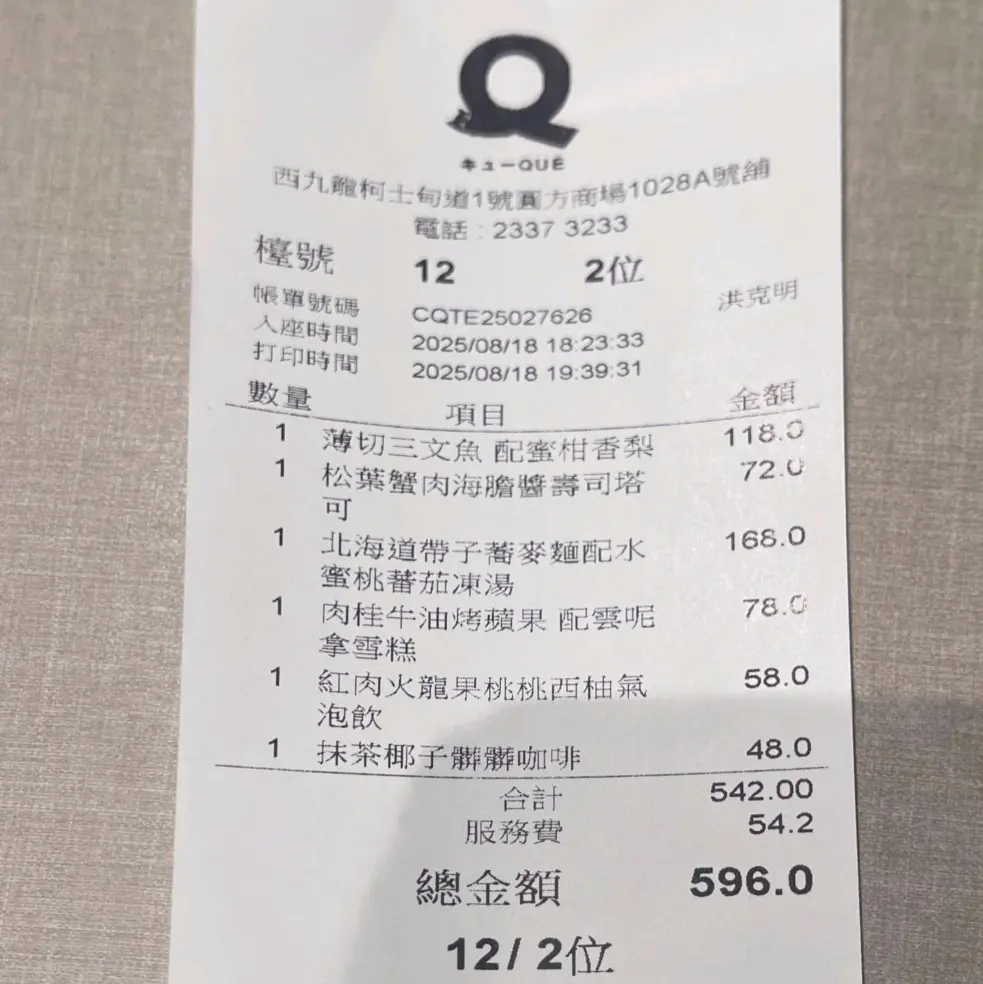 Q
キューQUE
西九龍柯士甸道1號圓方商場1028A號舖
電話 : 2337 3233
檯號 12 2位
帳單號碼 CQTE25027626 洪克明
入座時間 2025/08/18 18:23:33
打印時間 2025/08/18 19:39:31
數量 項目 金額
1 薄切三文魚 配蜜柑香梨 118.0
1 松葉蟹肉海膽醬壽司塔 72.0
可
1 北海道帶子蕎麥麵配水 168.0
蜜桃蕃茄凍湯
1 肉桂牛油烤蘋果 配雲呢 78.0
拿雪糕
1 紅肉火龍果桃桃西柚氣 58.0
泡飲
1 抹茶椰子髒髒咖啡 48.0
合計 542.00
服務費 54.2
總金額 596.0
12/ 2位